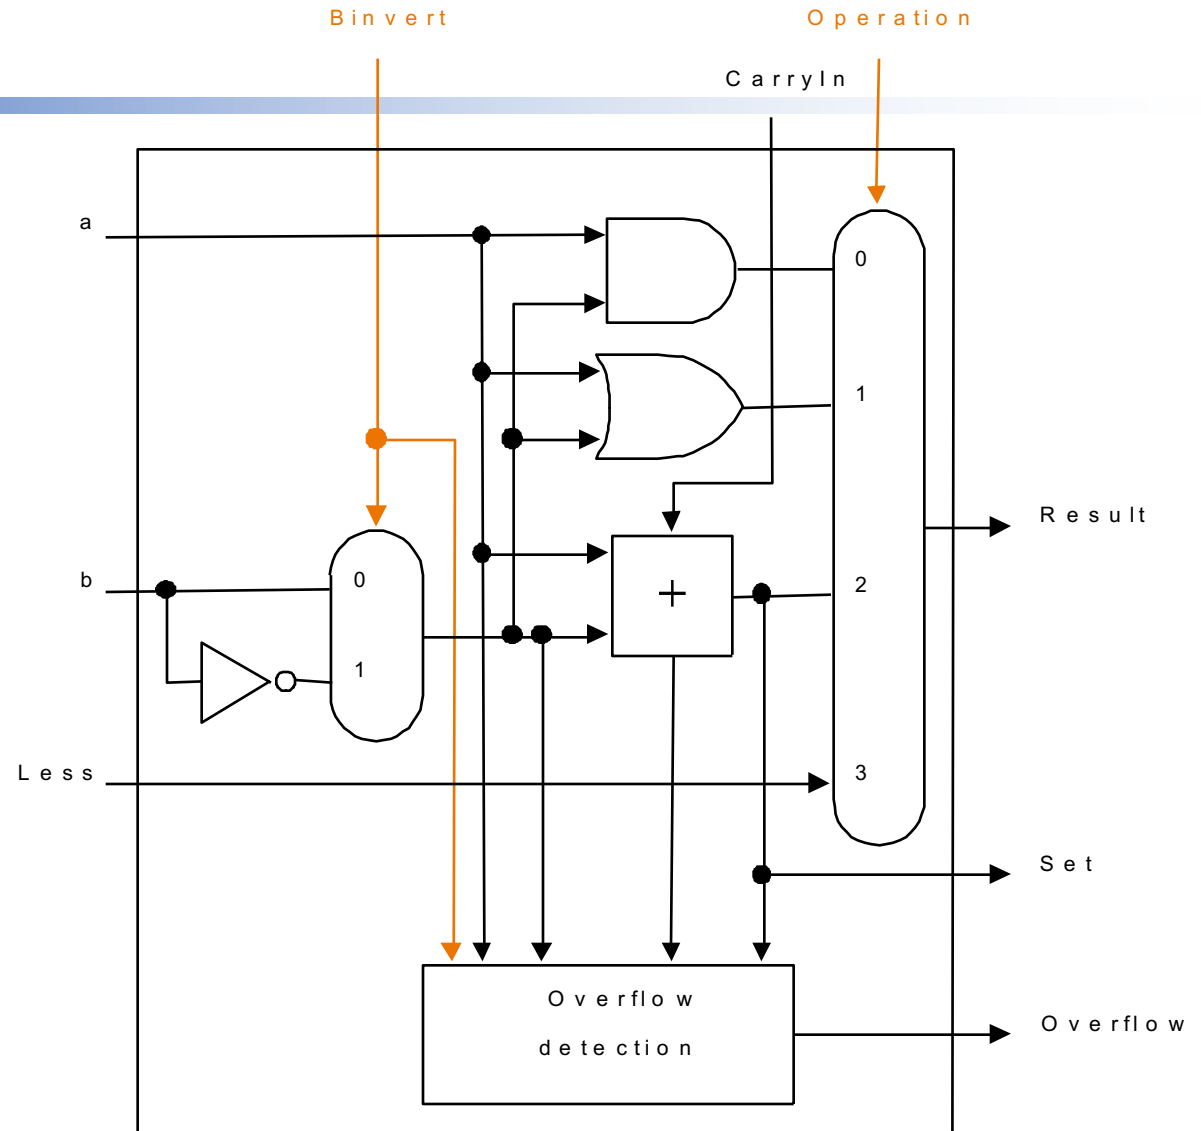 Binvert
Operation
CarryIn
a
0
1
Result
b
0
2
+
1
Less
3
Set
Overflow
detection
Overflow